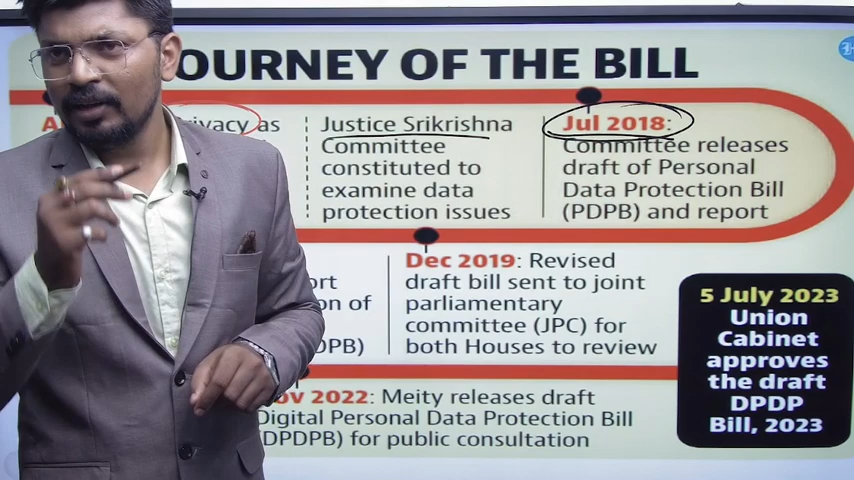 OURNEY OF THE BILL
rivacy as
Justice Srikrishna
Committee
constituted to
examine data
protection issues
Jul 2018:
Committee releases
draft of Personal
Data Protection Bill
(PDPB) and report
ort
on of
DPB)
Dec 2019: Revised
draft bill sent to joint
parliamentary
committee (JPC) for
both Houses to review
ov 2022: Meity releases draft
Digital Personal Data Protection Bill
(DPDPB) for public consultation
5 July 2023
Union
Cabinet
approves
the draft
DPDP
Bill, 2023